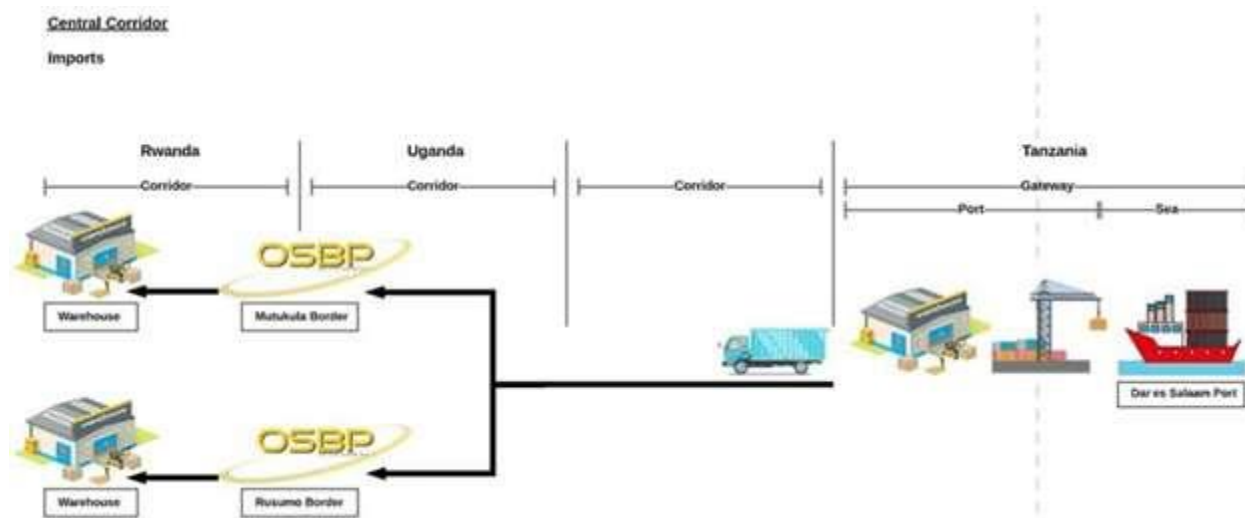 Central Corridor
Imports
Rwanda
Uganda
Tanzania
Corridor
Corridor
Corridor
Gateway
Port
Sea
OSBP
Warehouse
Mutukula Border
Dar es Salaam Port
OSBP
Warehouse
Rusumo Border